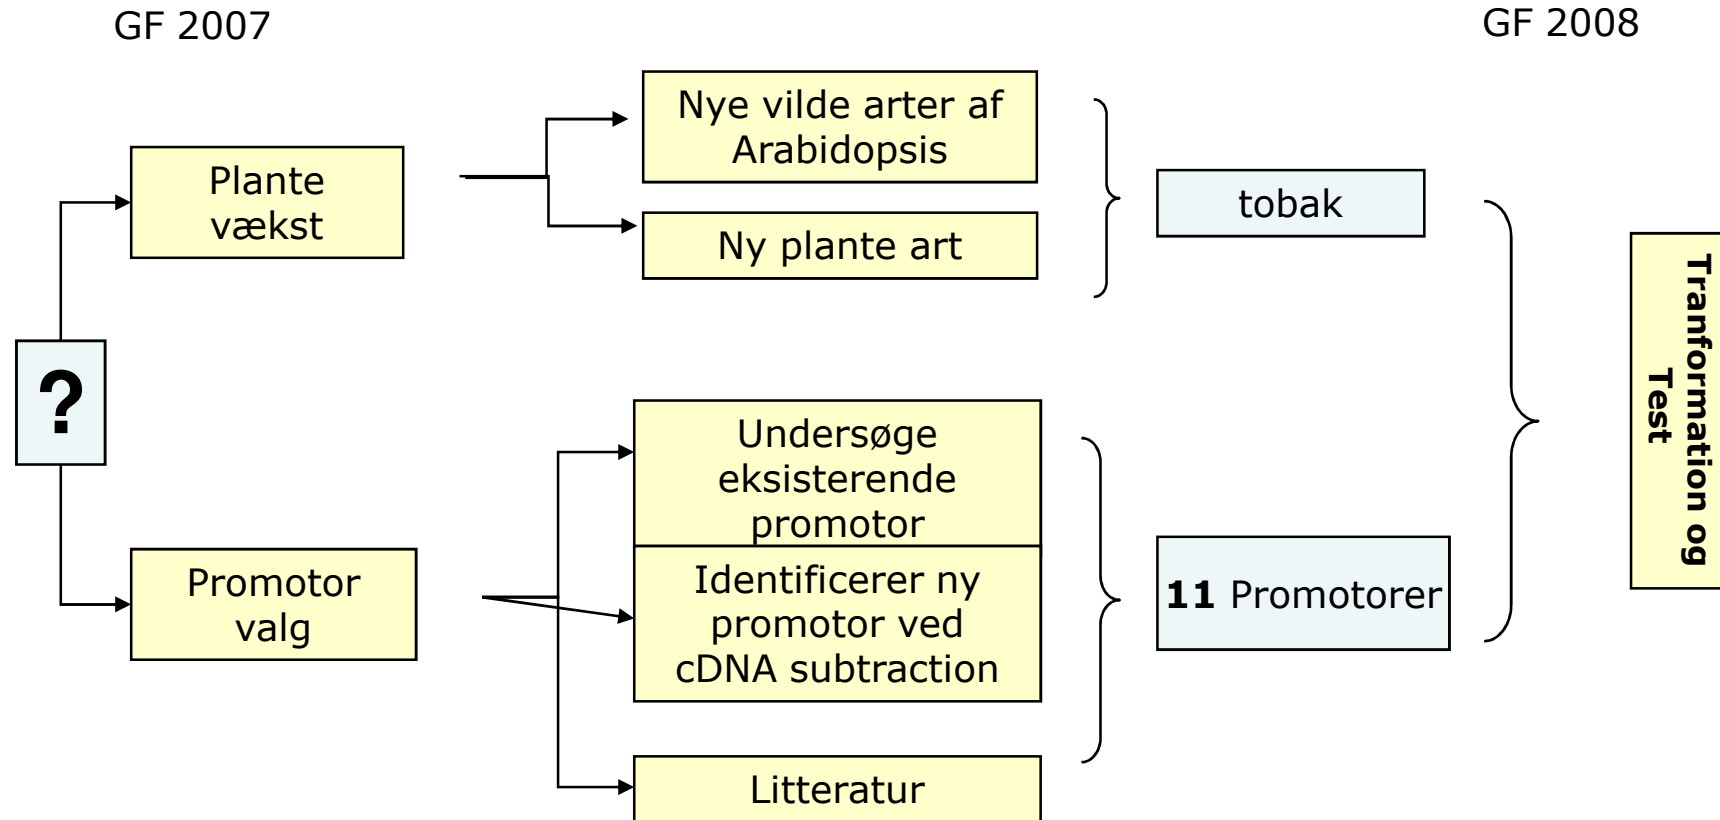 GF 2007
GF 2008
Nye vilde arter af
Arabidopsis
Plante
vækst
tobak
Ny plante art
?
Tranformation og
Test
Undersøge
eksisterende
promotor
Promotor
valg
Identificerer ny
promotor ved
cDNA subtraction
11 Promotorer
Litteratur